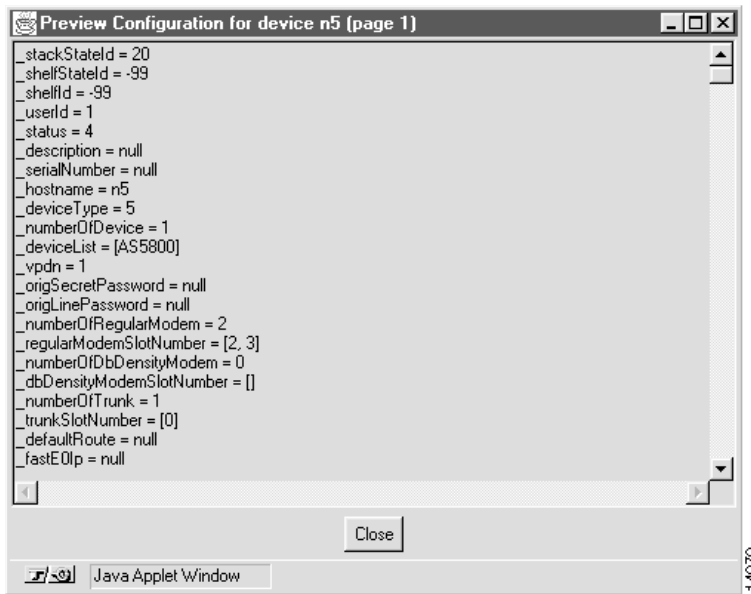 Preview Configuration for device n5 (page 1)
_stackStateId = 20
_shelfStateId = -99
_shelfId = -99
_userId = 1
_status = 4
_description = null
_serialNumber = null
_hostname = n5
_deviceType = 5
_numberOfDevice = 1
_deviceList = [AS5800]
_vpdn = 1
_origSecretPassword = null
_origLinePassword = null
_numberOfRegularModem = 2
_regularModemSlotNumber = [2, 3]
_numberOfDbDensityModem = 0
_dbDensityModemSlotNumber = []
_numberOfTrunk = 1
_trunkSlotNumber = [0]
_defaultRoute = null
_fastE0Ip = null
Close
Java Applet Window
14079